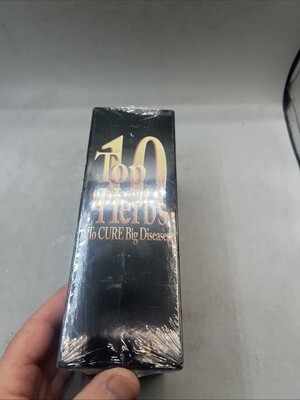 Top 10
Herbs
To CURE Big Diseases